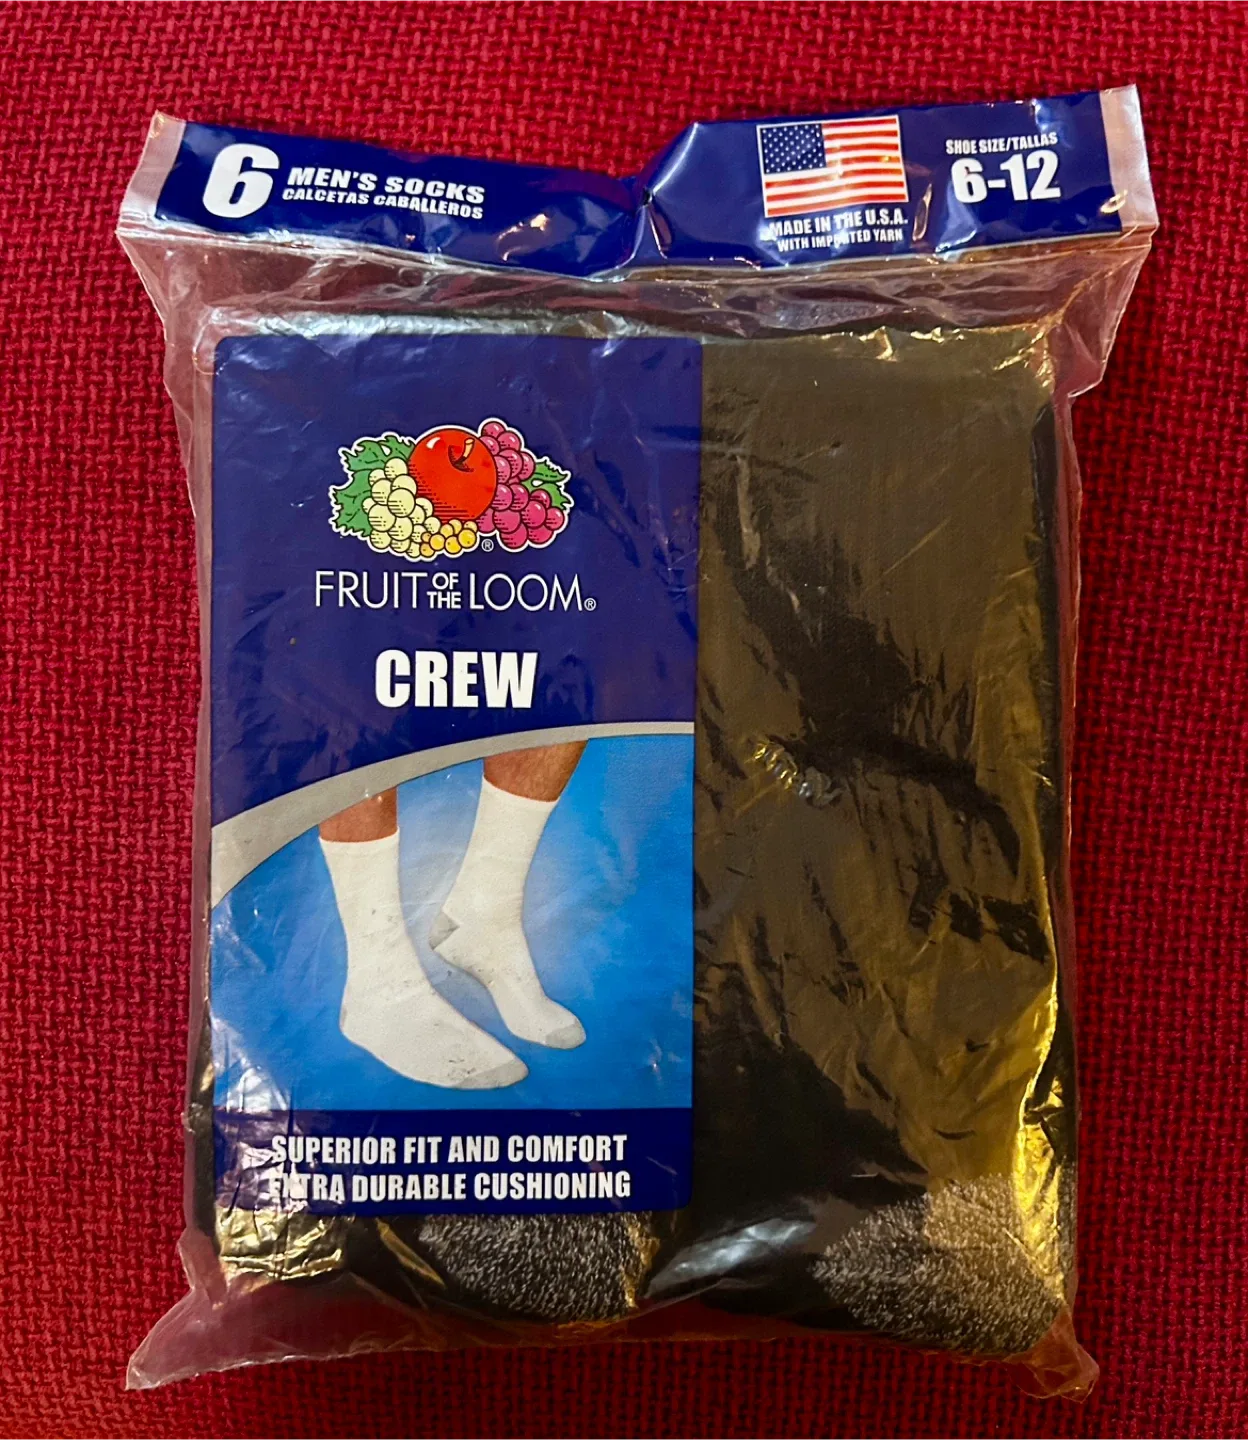 6 MEN'S SOCKS
CALCETAS CABALLEROS
MADE IN THE U.S.A.
WITH IMPORTED YARN
SHOE SIZE/TALLAS
6-12
®
FRUIT OF THE LOOM®
CREW
SUPERIOR FIT AND COMFORT
EXTRA DURABLE CUSHIONING